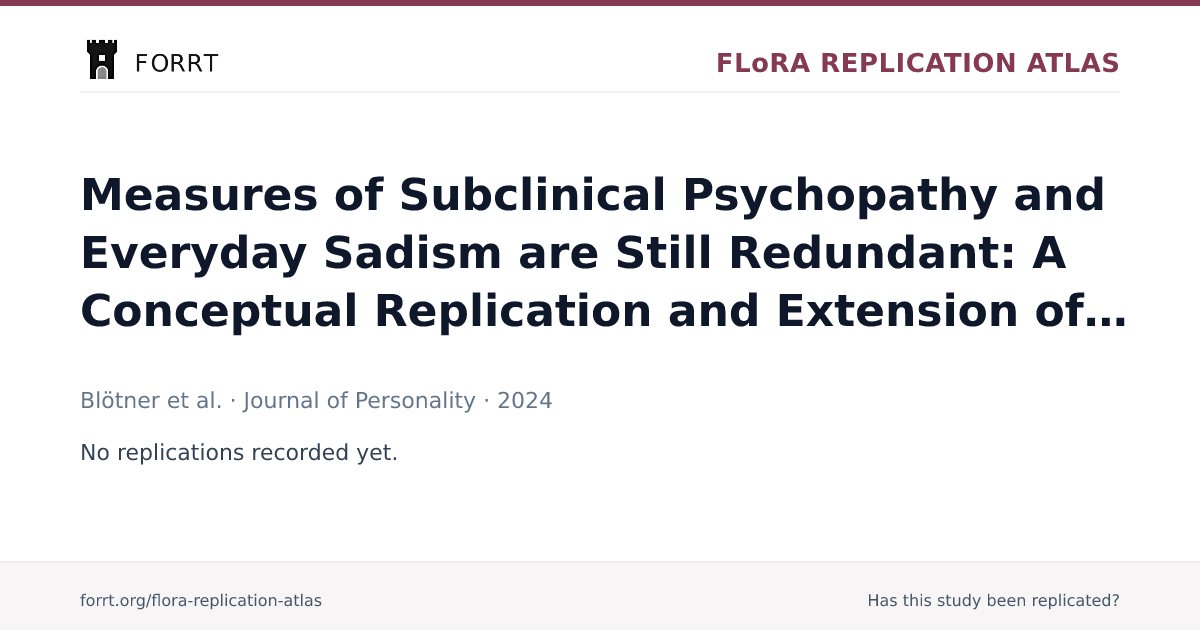 FORRT
FLoRA REPLICATION ATLAS
Measures of Subclinical Psychopathy and
Everyday Sadism are Still Redundant: A
Conceptual Replication and Extension of…
Blötner et al. · Journal of Personality · 2024
No replications recorded yet.
forrt.org/flora-replication-atlas
Has this study been replicated?